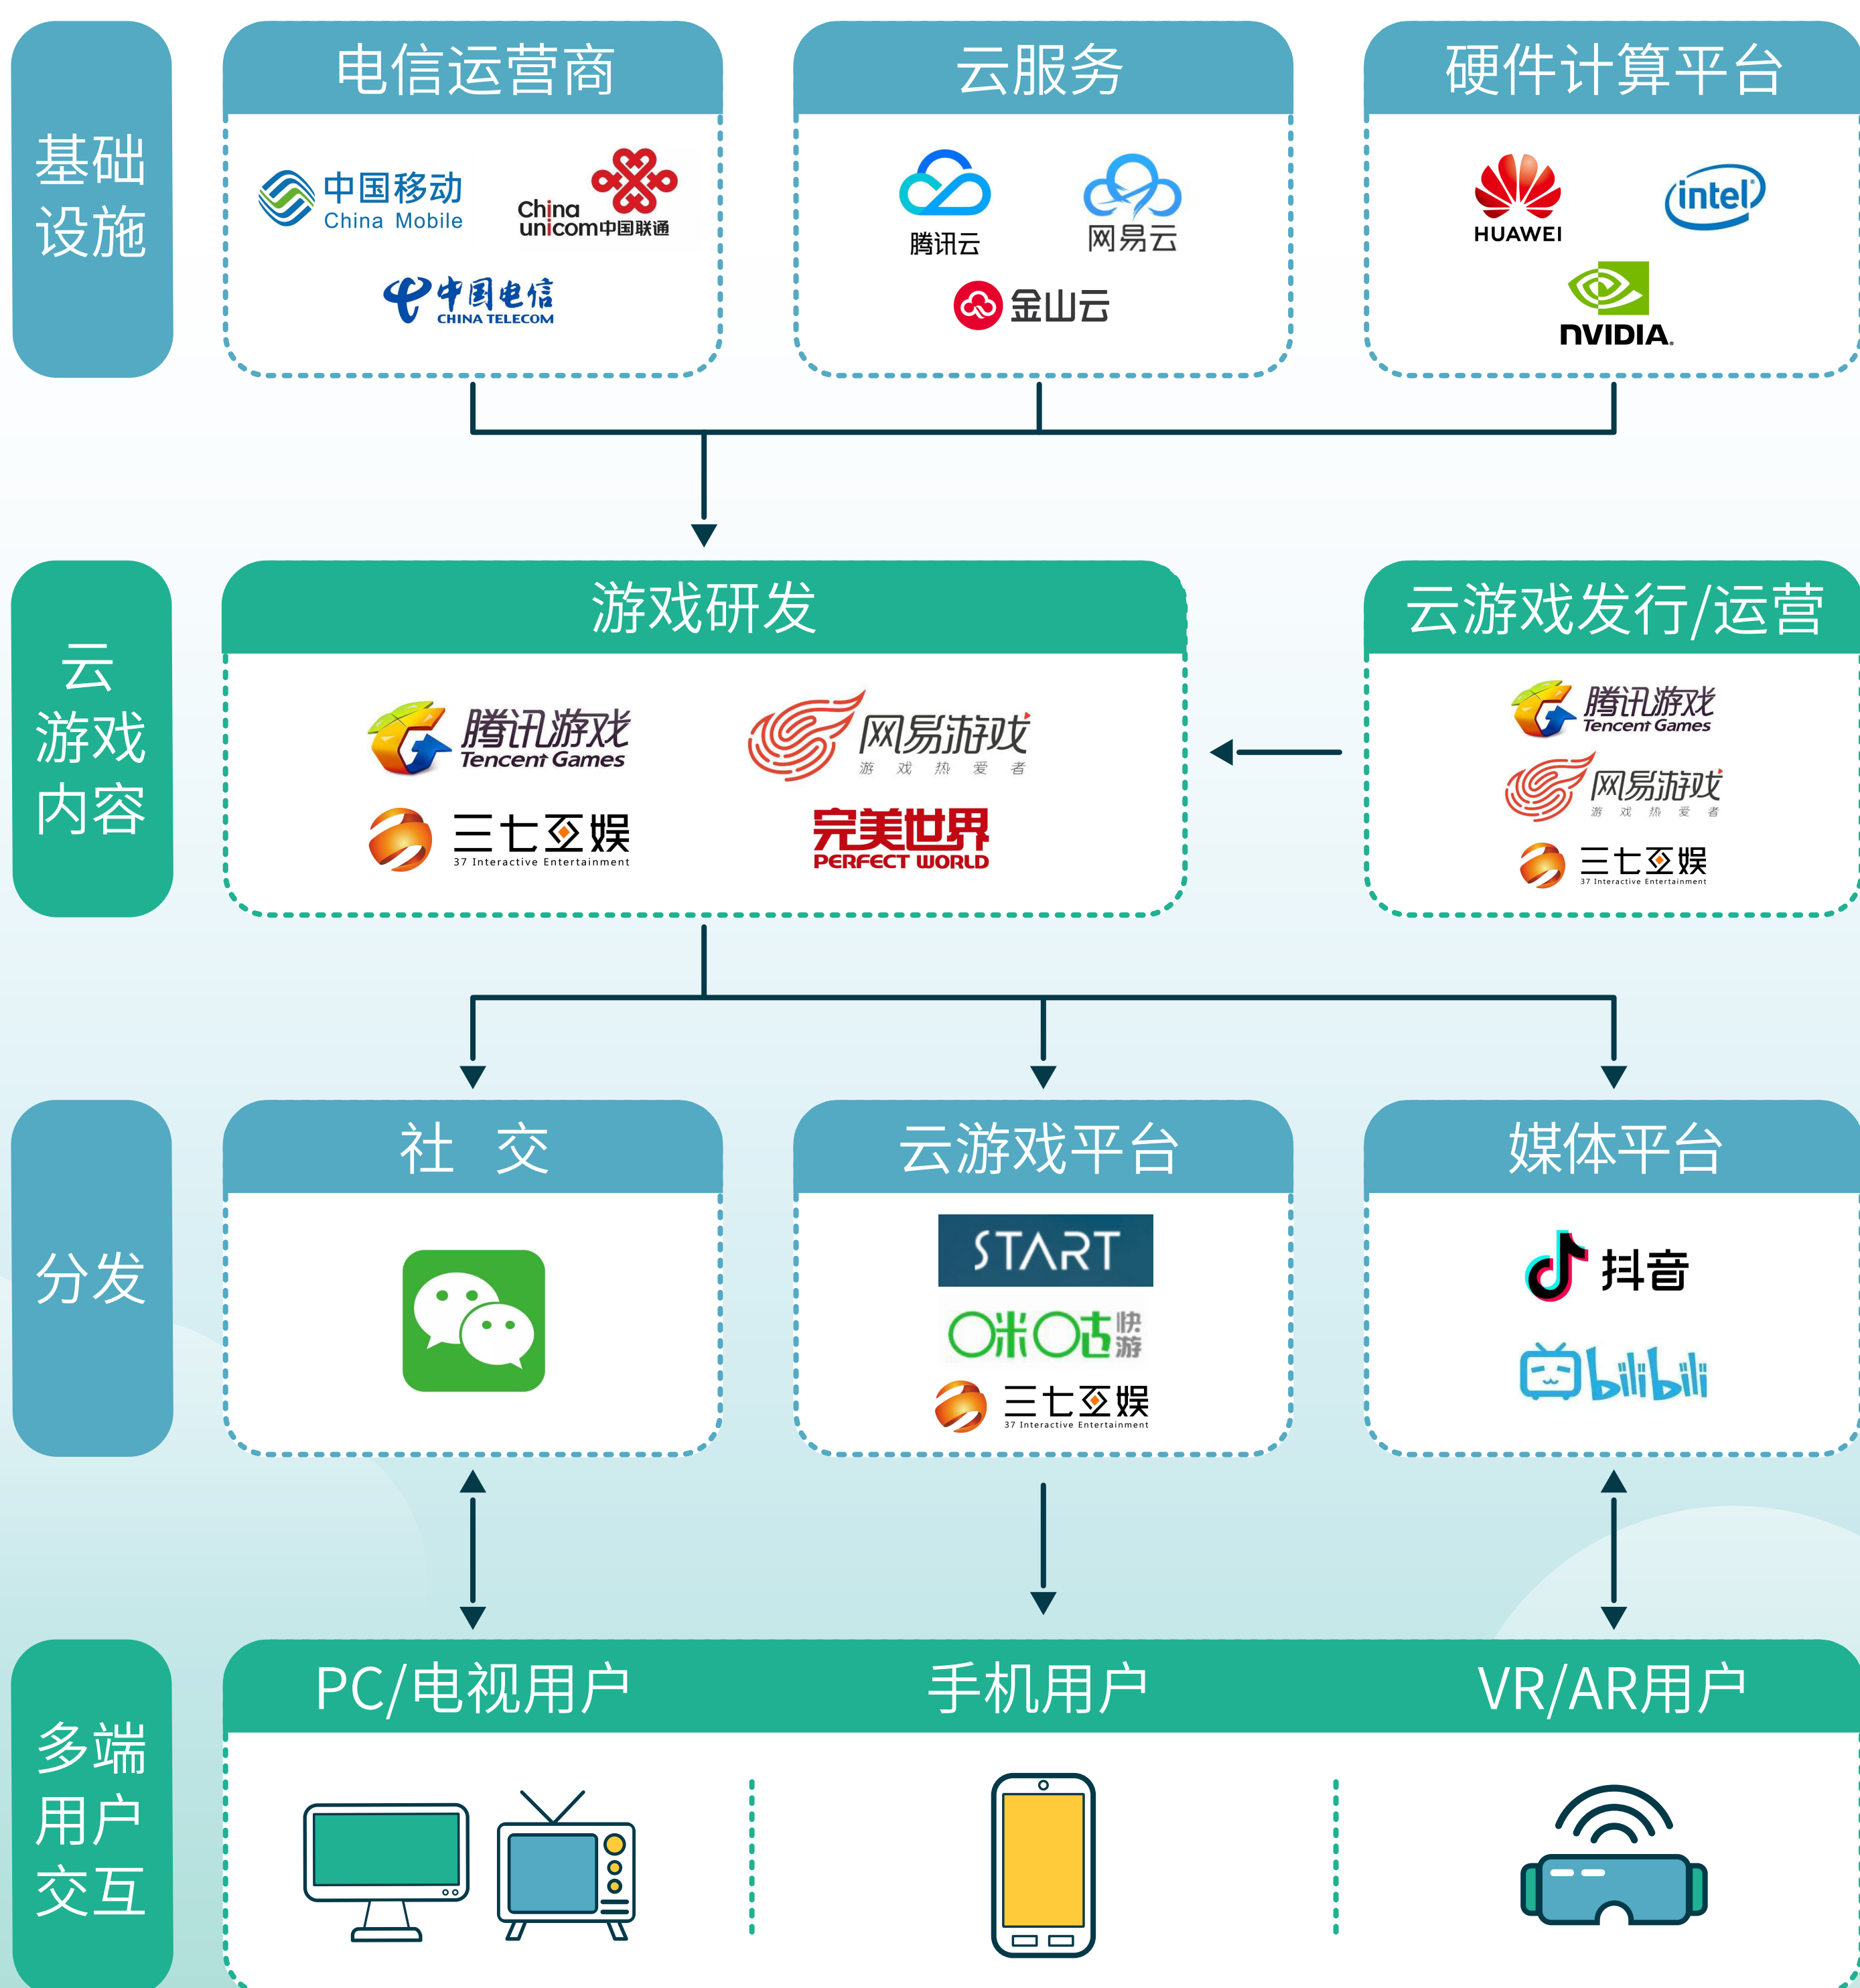 基础
设施
电信运营商
云服务
硬件计算平台
中国移动
China Mobile
China
unicom中国联通
中国电信
CHINA TELECOM
腾讯云
网易云
金山云
HUAWEI
intel
NVIDIA.
云
游戏
内容
游戏研发
云游戏发行/运营
腾讯游戏
Tencent Games
网易游戏
游戏热爱者
三七互娱
37 Interactive Entertainment
完美世界
PERFECT WORLD
腾讯游戏
Tencent Games
网易游戏
游戏热爱者
三七互娱
37 Interactive Entertainment
分发
社 交
云游戏平台
媒体平台
START
咪咕快游
三七互娱
37 Interactive Entertainment
抖音
bilibili
多端
用户
交互
PC/电视用户
手机用户
VR/AR用户